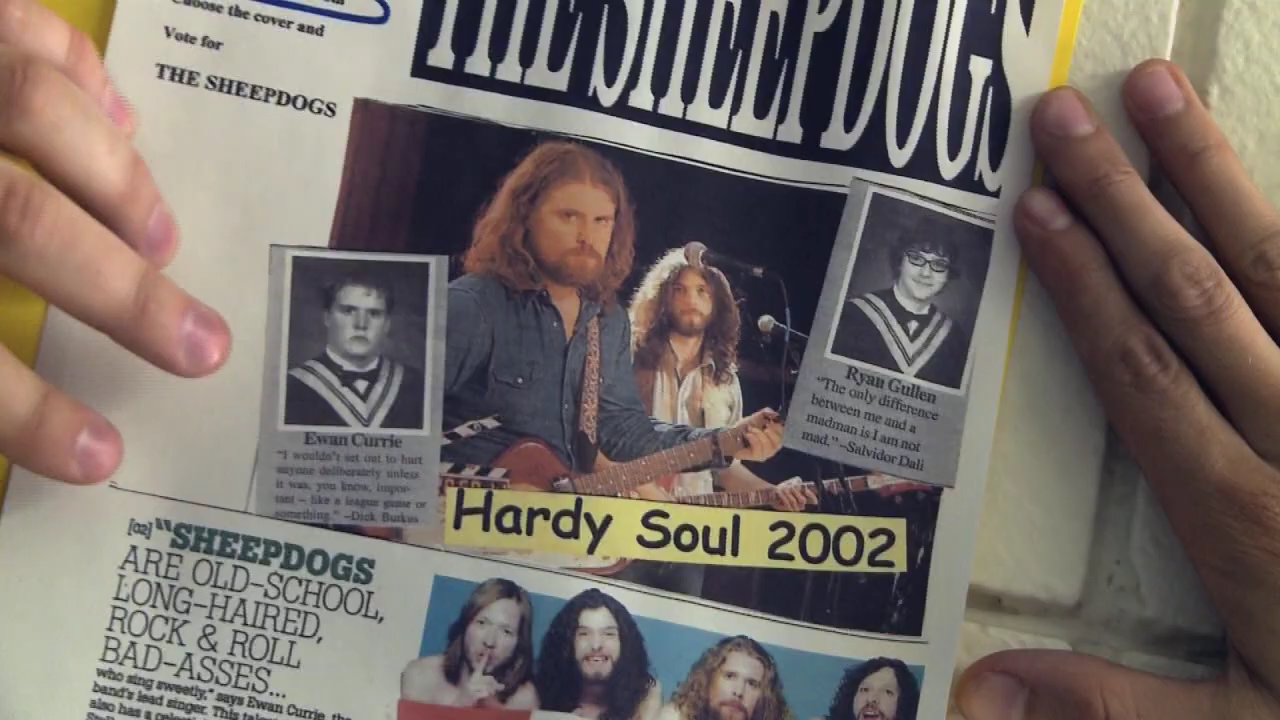 Choose the cover and
Vote for
THE SHEEPDOGS
THE SHEEPDOGS
Ewan Currie
"I wouldn't set out to hurt
anyone deliberately unless
it was, you know, impor-
tant – like a league game or
something." –Dick Butkus
Ryan Gullen
"The only difference
between me and a
madman is I am not
mad." –Salvidor Dali
Hardy Soul 2002
[02] "SHEEPDOGS
ARE OLD-SCHOOL,
LONG-HAIRED,
ROCK & ROLL
BAD-ASSES...
who sing sweetly," says Ewan Currie, the
band's lead singer. This
also has a